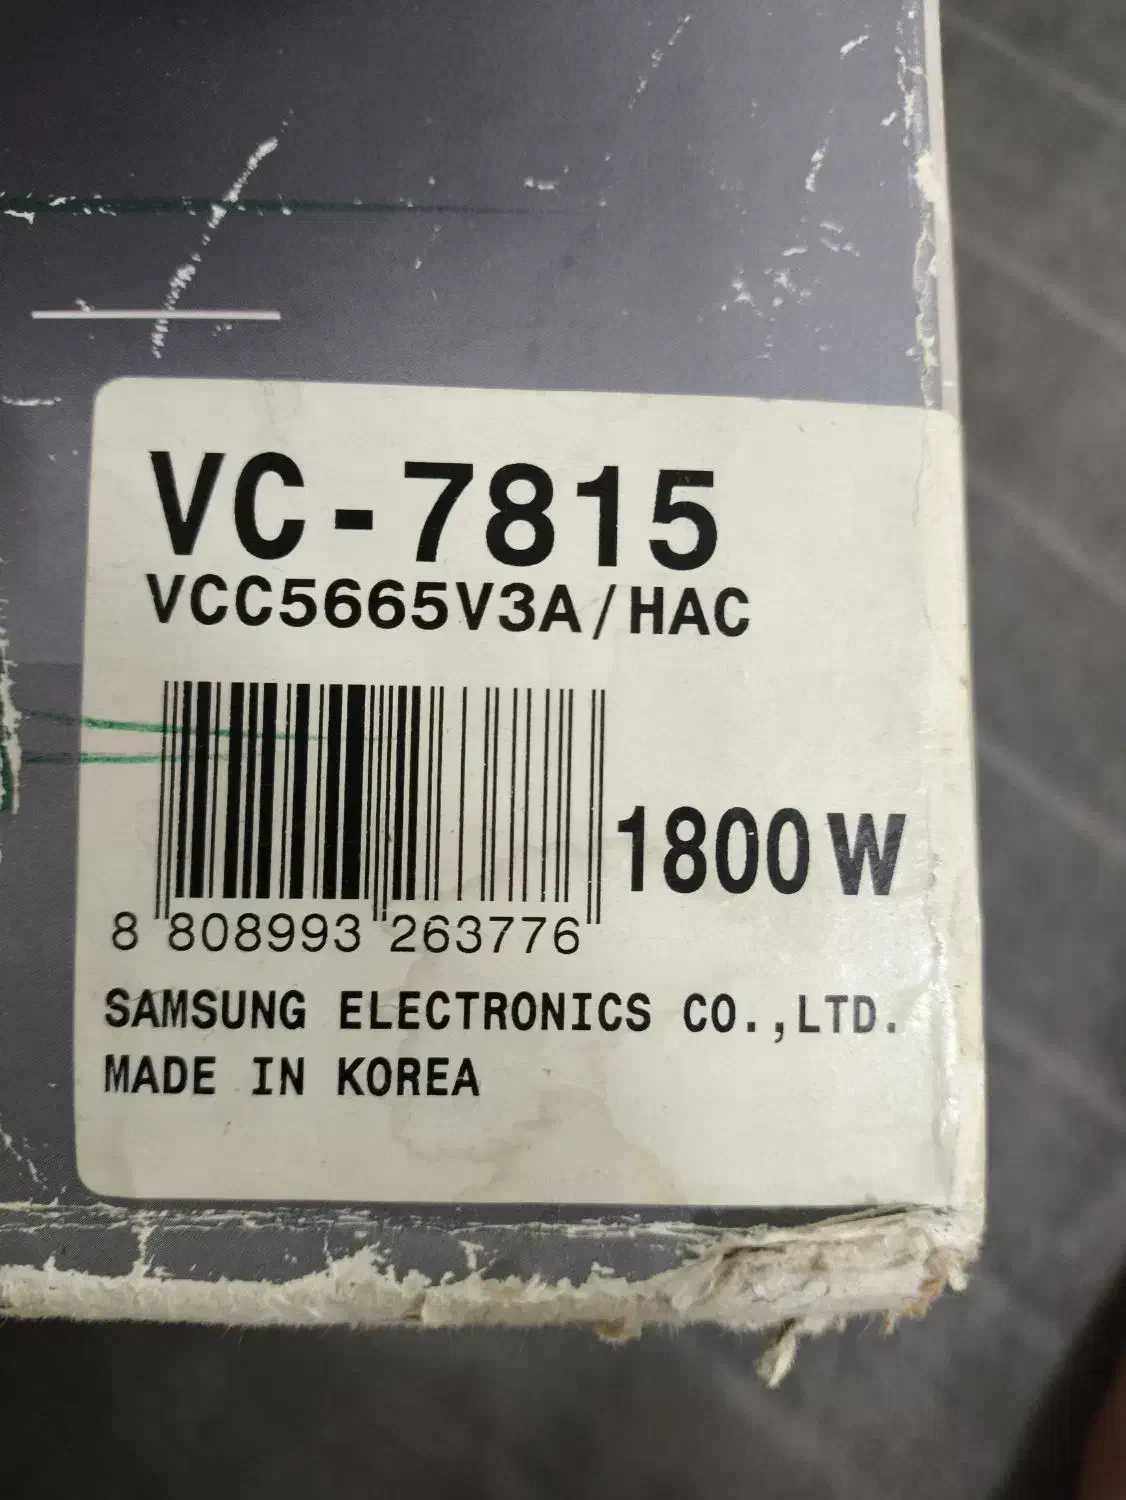 VC-7815
VCC5665V3A/HAC
1800 W
8 808993 263776
SAMSUNG ELECTRONICS CO.,LTD.
MADE IN KOREA